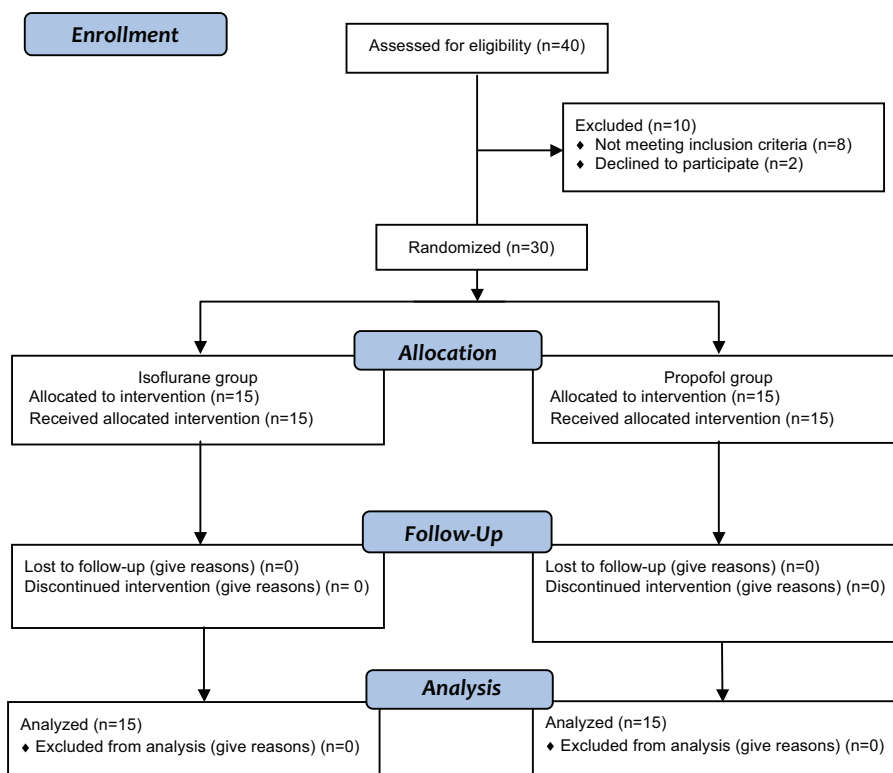 Enrollment
Assessed for eligibility (n=40)
Excluded (n=10)
♦ Not meeting inclusion criteria (n=8)
♦ Declined to participate (n=2)
Randomized (n=30)
Allocation
Isoflurane group
Allocated to intervention (n=15)
Received allocated intervention (n=15)
Propofol group
Allocated to intervention (n=15)
Received allocated intervention (n=15)
Follow-Up
Lost to follow-up (give reasons) (n=0)
Discontinued intervention (give reasons) (n= 0)
Lost to follow-up (give reasons) (n=0)
Discontinued intervention (give reasons) (n=0)
Analysis
Analyzed (n=15)
♦ Excluded from analysis (give reasons) (n=0)
Analyzed (n=15)
♦ Excluded from analysis (give reasons) (n=0)